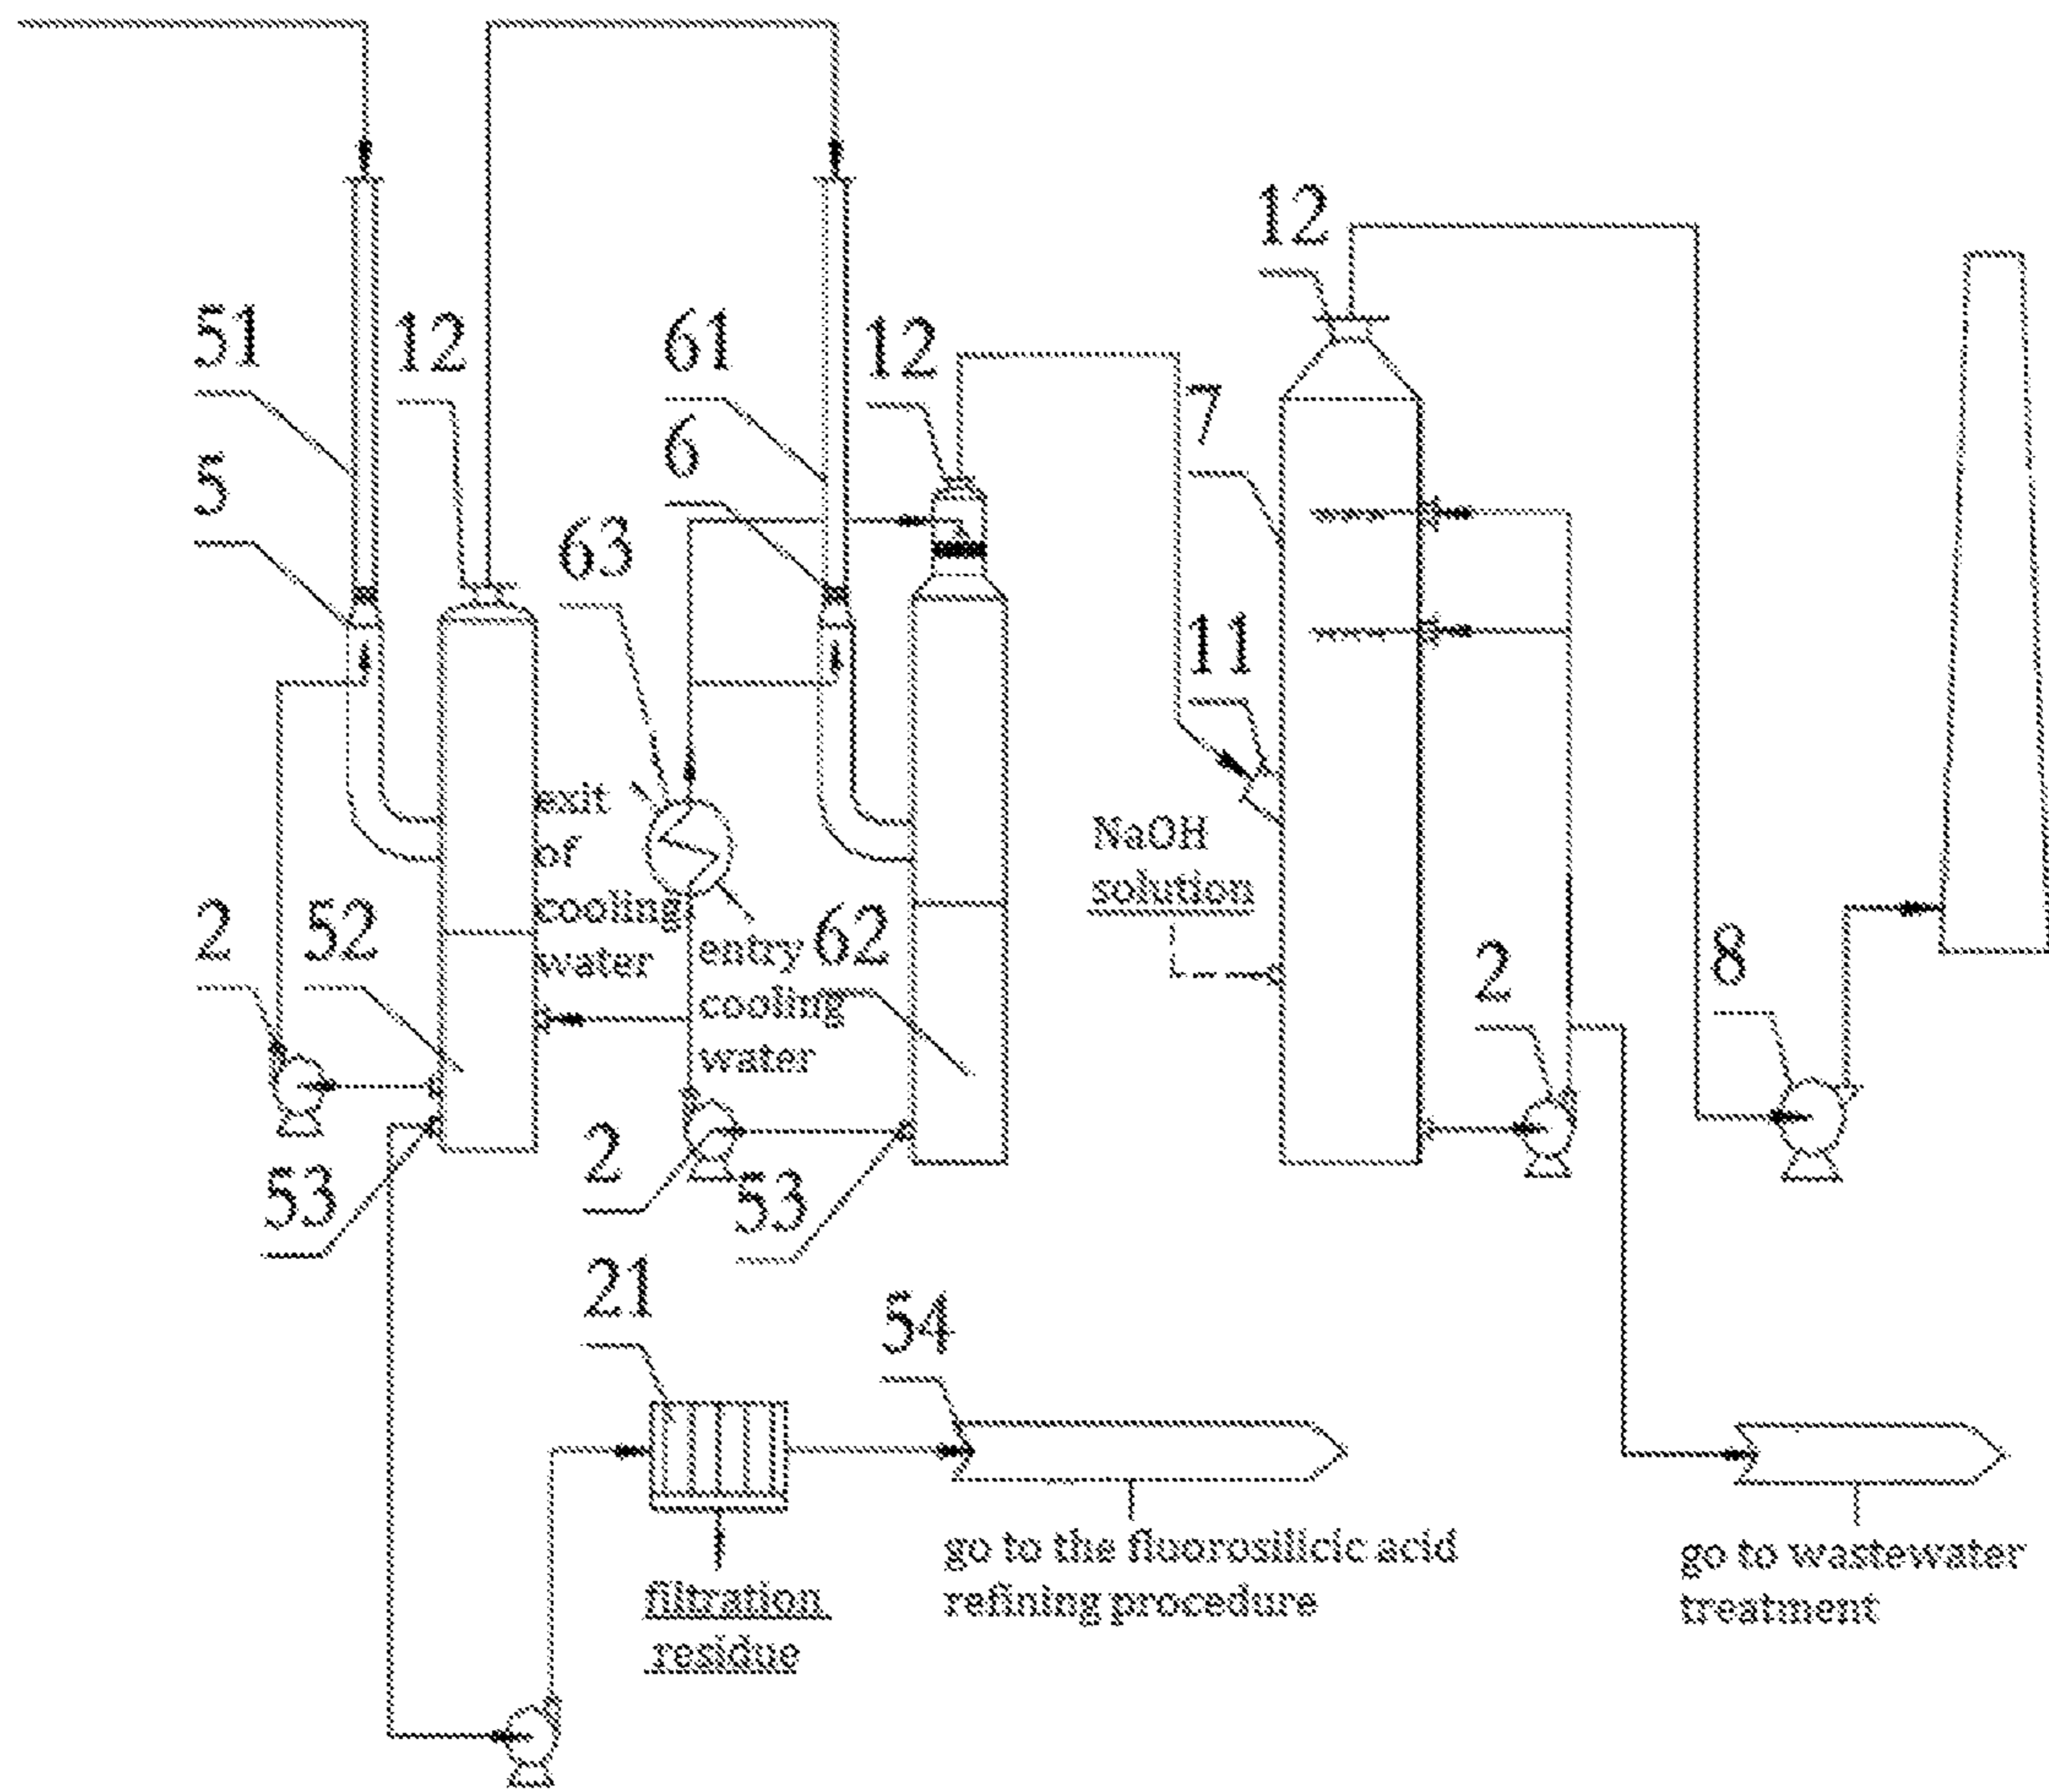 12
51
12
61
12
7
5
6
63
11
exit
of
cooling
water
NaOH
solution
2
52
entry
cooling
water
62
2
8
53
2
53
21
54
filtration
residue
go to the fluorosilicic acid
refining procedure
go to wastewater
treatment